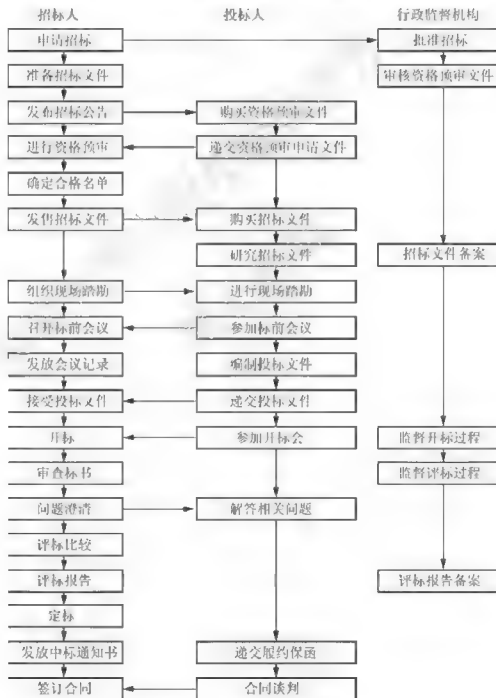 招标人 投标人 行政监督机构
申请招标 批准招标
准备招标文件 审核资格预审文件
发布招标公告 购买资格预审文件
进行资格预审 递交资格预审申请文件
确定合格名单
发售招标文件 购买招标文件
研究招标文件 招标文件备案
组织现场踏勘 进行现场踏勘
召开标前会议 参加标前会议
发放会议记录 编制投标文件
接受投标文件 递交投标文件
开标 参加开标会 监督开标过程
审查标书 监督评标过程
问题澄清 解答相关问题
评标比较
评标报告 评标报告备案
定标
发放中标通知书 递交履约保函
签订合同 合同谈判